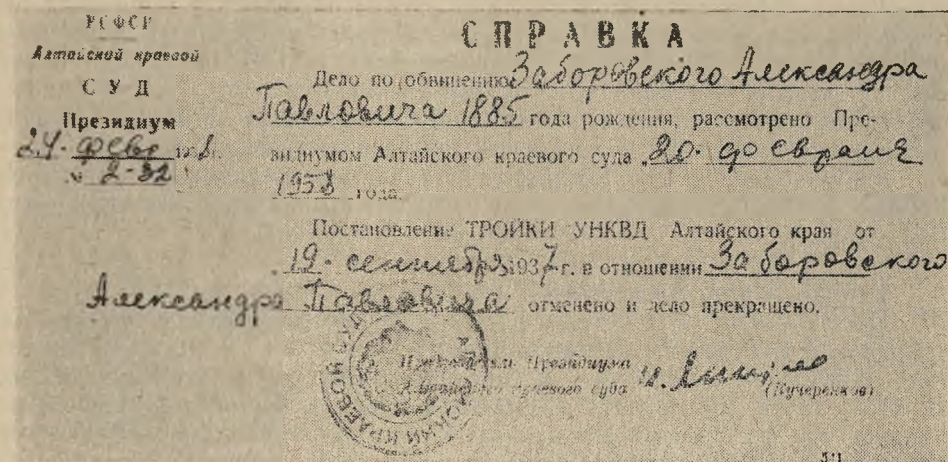 РСФСР
Алтайский краевой
СУД
Президиум
24. февр
№ 2-32
СПРАВКА
Дело по обвинению Заборовского Александра
Павловича 1885 года рождения, рассмотрено Пре-
зидиумом Алтайского краевого суда 20. февраля
1958 года.
Постановление ТРОЙКИ УНКВД Алтайского края от
19. сентября 1937 г. в отношении Заборовского
Александра Павловича отменено и дело прекращено.
Председатель Президиума
Алтайского краевого суда (Кучеренков)